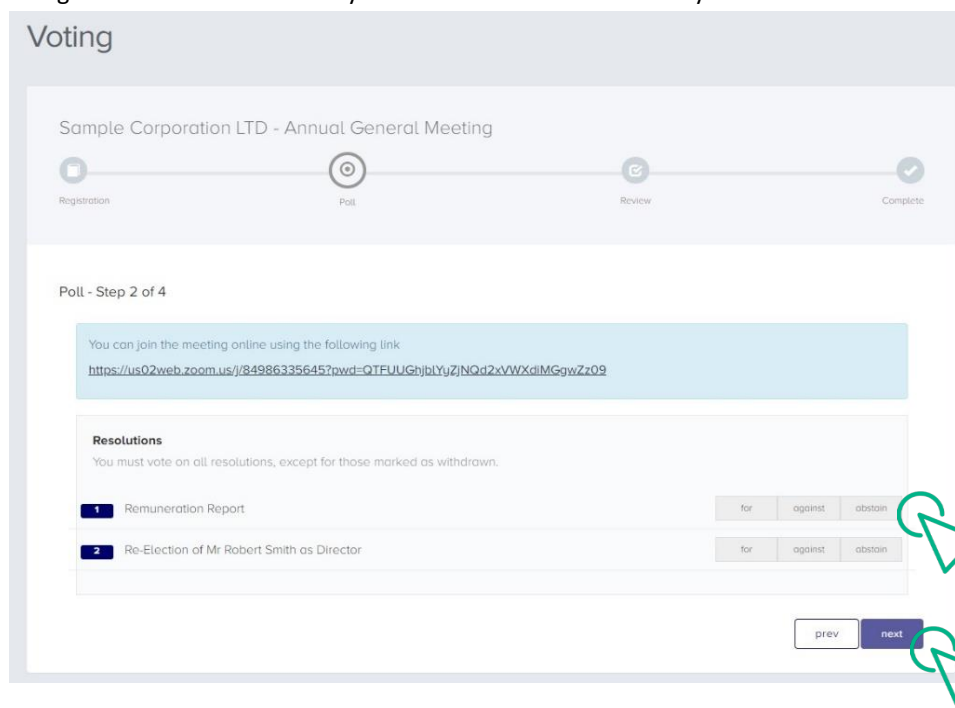 Voting
Sample Corporation LTD - Annual General Meeting
Registration Poll Review Complete
Poll - Step 2 of 4
You can join the meeting online using the following link
https://us02web.zoom.us/j/84986335645?pwd=QTFUUGhjblYyZjNQd2xVWXdiMGgwZz09
Resolutions
You must vote on all resolutions, except for those marked as withdrawn.
1 Remuneration Report for against abstain
2 Re-Election of Mr Robert Smith as Director for against abstain
prev next